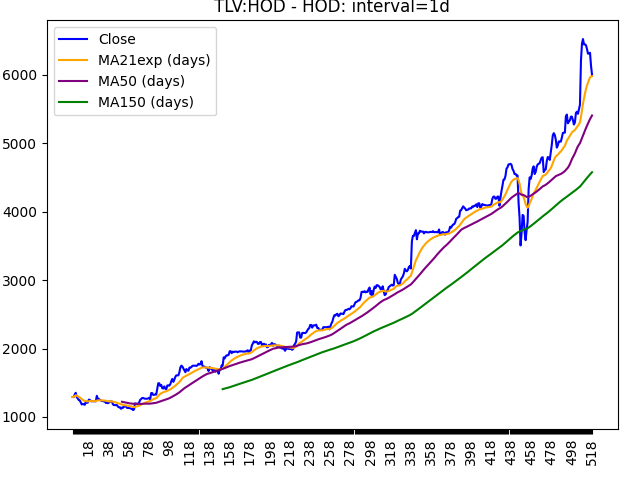 TLV:HOD - HOD: interval=1d
Close
MA21exp (days)
MA50 (days)
MA150 (days)
6000
5000
4000
3000
2000
1000
18 38 58 78 98 118 138 158 178 198 218 238 258 278 298 318 338 358 378 398 418 438 458 478 498 518